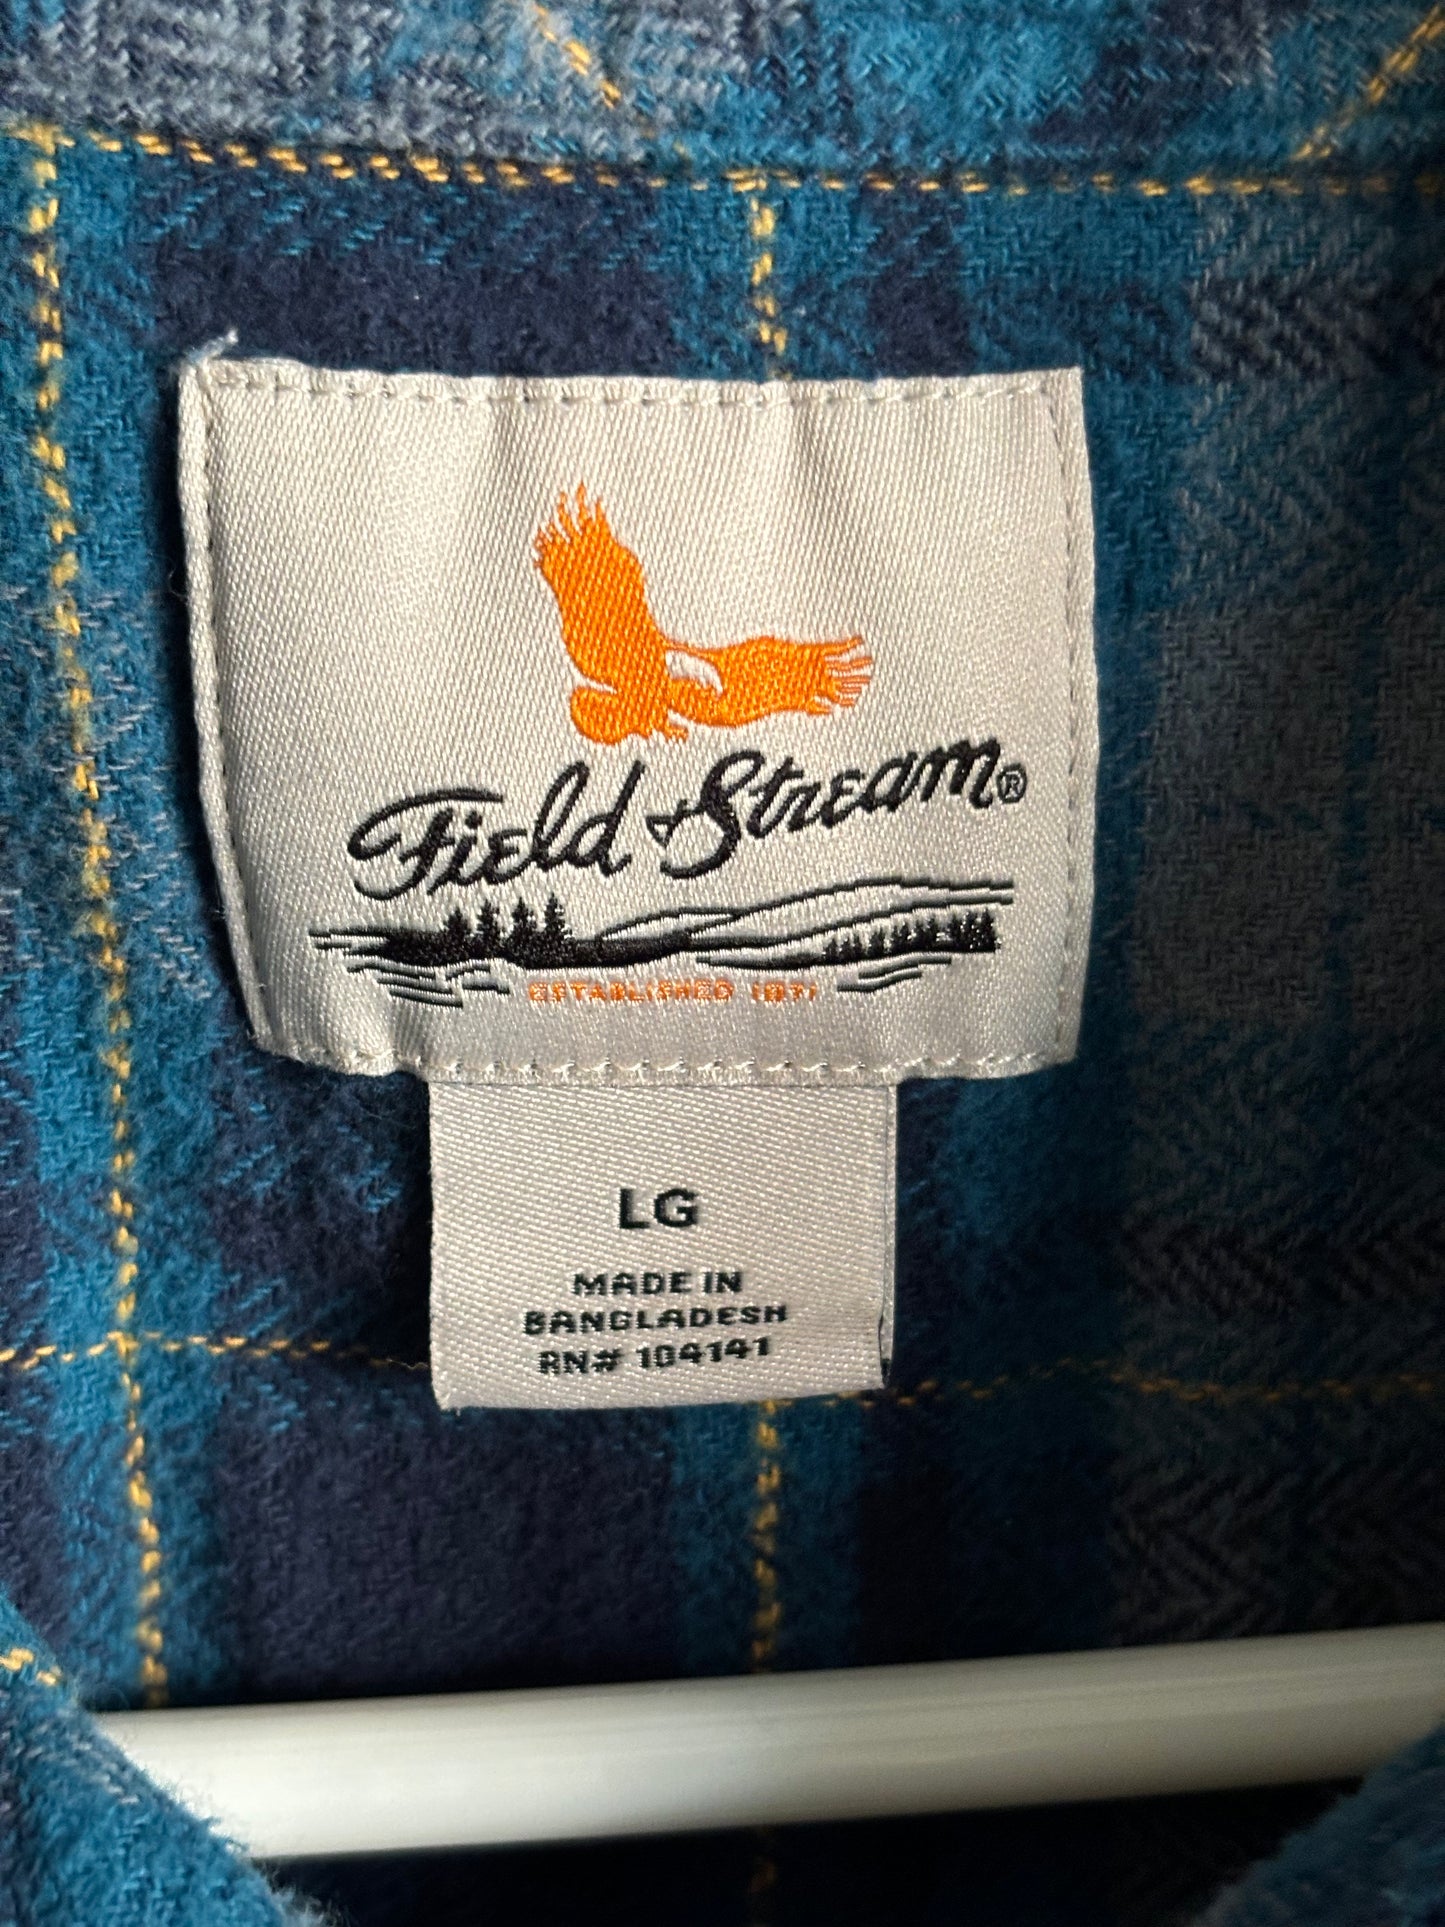 Field & Stream®
ESTABLISHED 1871
LG
MADE IN
BANGLADESH
RN# 104141